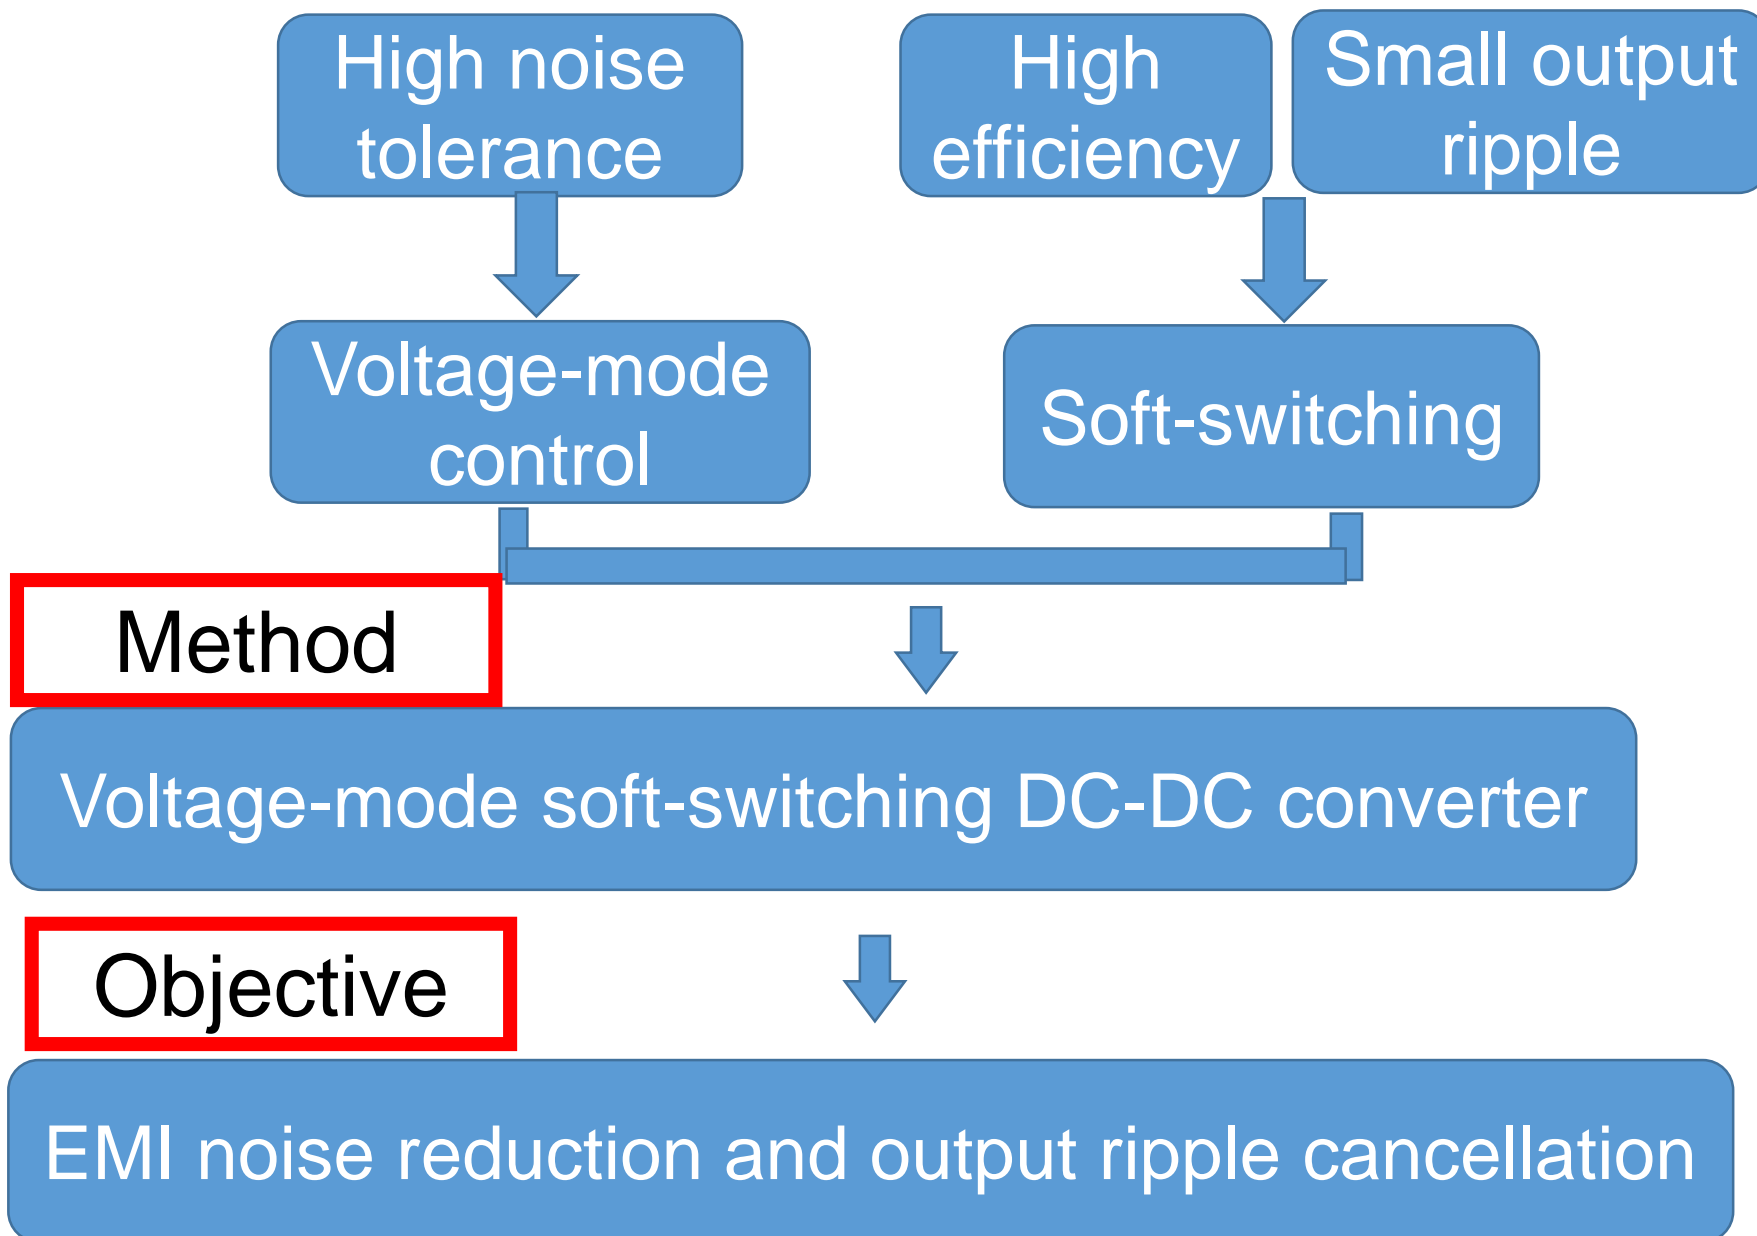 High noise
tolerance
High
efficiency
Small output
ripple
Voltage-mode
control
Soft-switching
Method
Voltage-mode soft-switching DC-DC converter
Objective
EMI noise reduction and output ripple cancellation